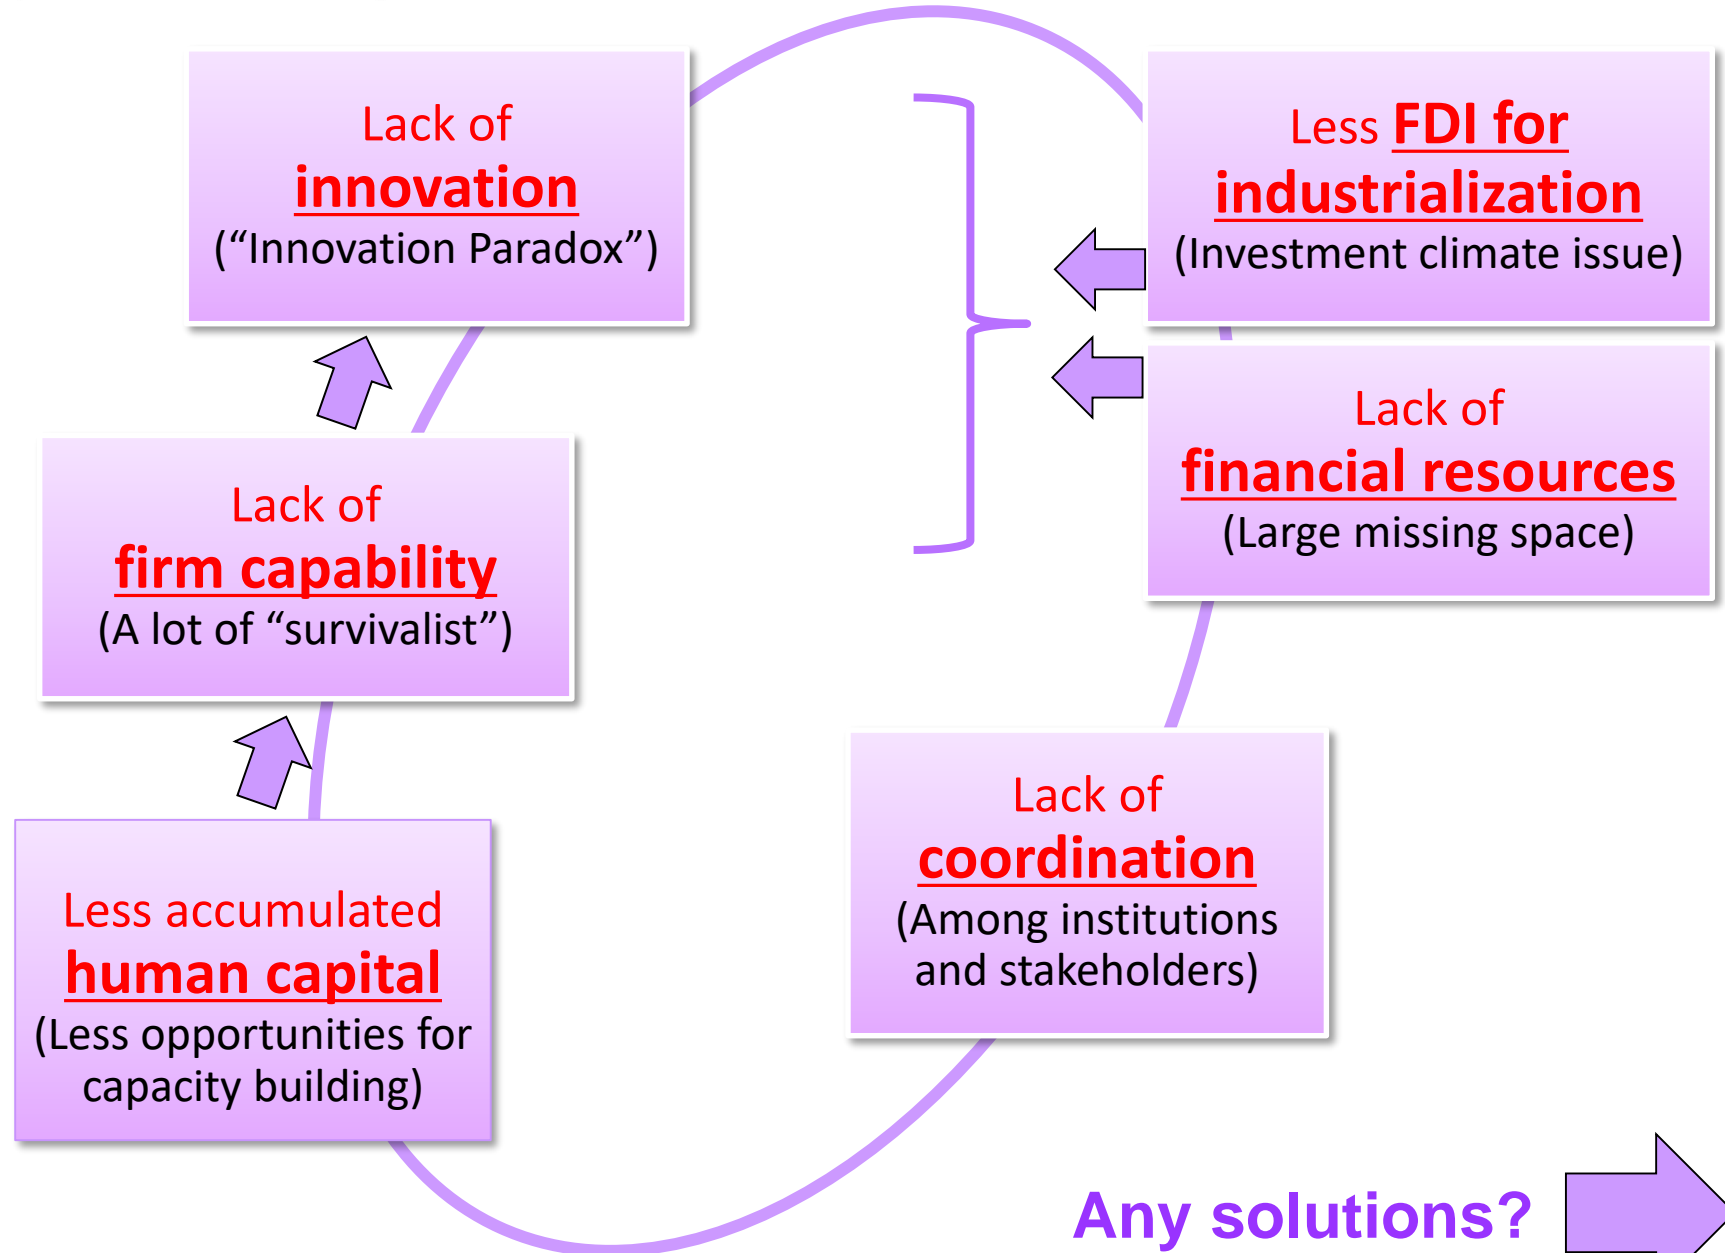 Lack of
innovation
(“Innovation Paradox”)
Less FDI for
industrialization
(Investment climate issue)
Lack of
financial resources
(Large missing space)
Lack of
firm capability
(A lot of “survivalist”)
Lack of
coordination
(Among institutions
and stakeholders)
Less accumulated
human capital
(Less opportunities for
capacity building)
Any solutions?